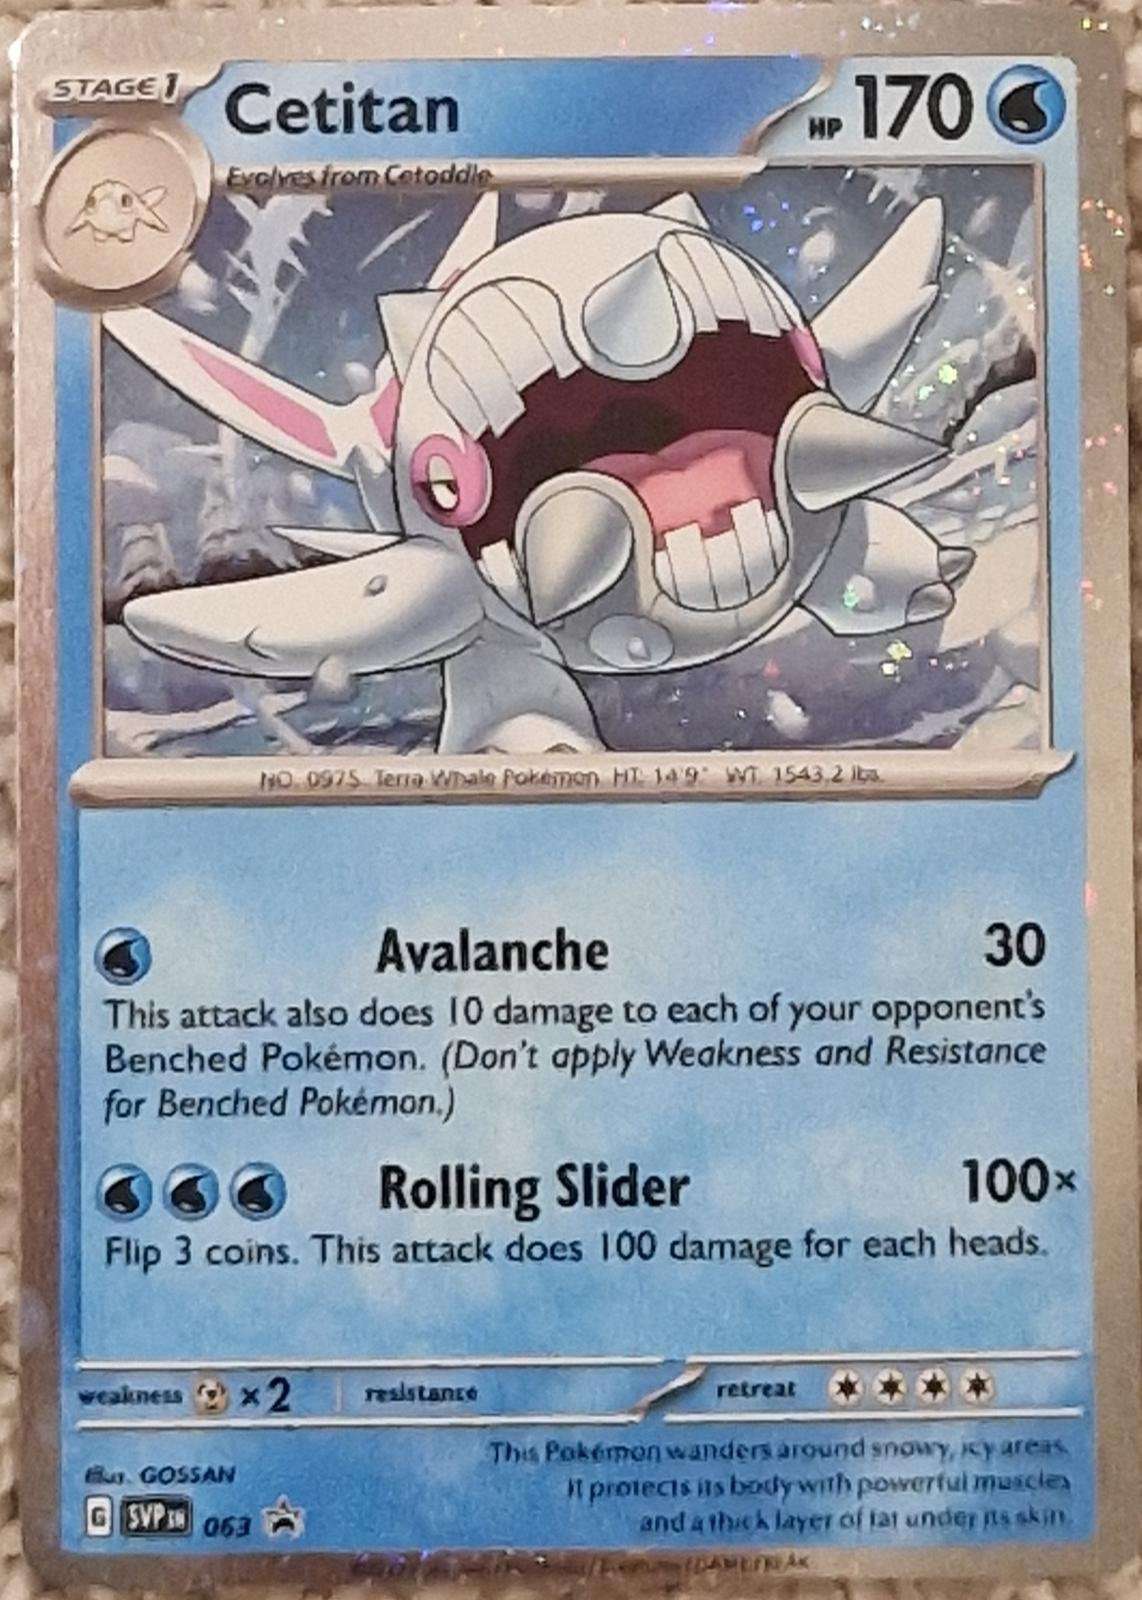 STAGE 1
Cetitan
HP 170
Evolves from Cetoddle
NO. 0975 Terra Whale Pokémon HT: 14'9" WT: 1543.2 lbs.
Avalanche 30
This attack also does 10 damage to each of your opponent's
Benched Pokémon. (Don't apply Weakness and Resistance
for Benched Pokémon.)
Rolling Slider 100×
Flip 3 coins. This attack does 100 damage for each heads.
weakness ×2 resistance retreat
This Pokémon wanders around snowy, icy areas.
It protects its body with powerful muscles
and a thick layer of fat under its skin.
Illus. GOSSAN
G SVP EN 063
GAME FREAK